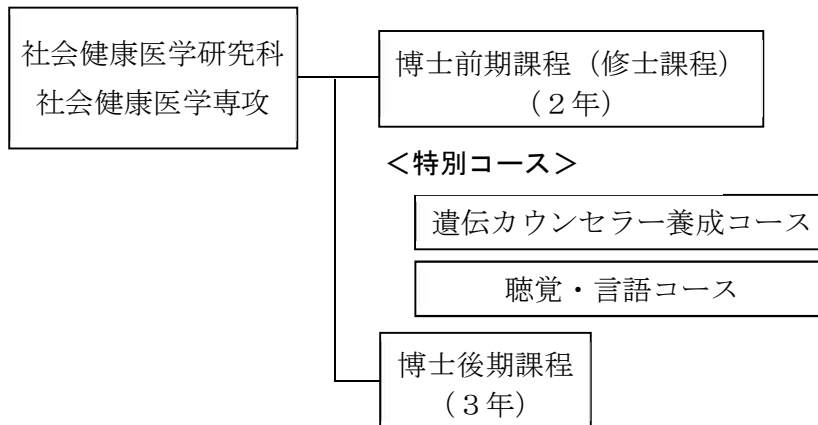 社会健康医学研究科
社会健康医学専攻
博士前期課程（修士課程）
（２年）
＜特別コース＞
遺伝カウンセラー養成コース
聴覚・言語コース
博士後期課程
（３年）